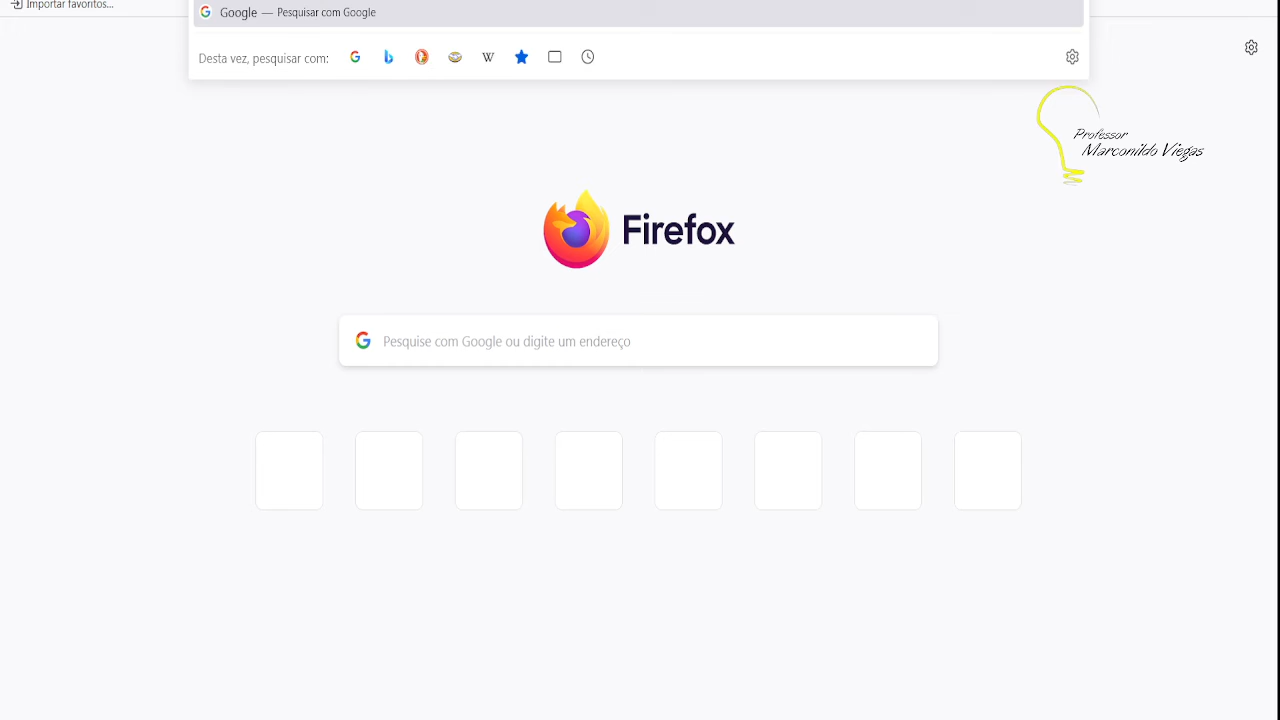 Importar favoritos...
Google — Pesquisar com Google
Desta vez, pesquisar com:
Professor
Marconildo Viegas
Firefox
Pesquise com Google ou digite um endereço